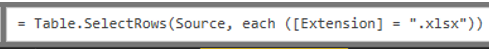 = Table.SelectRows(Source, each ([Extension] = ".xlsx"))